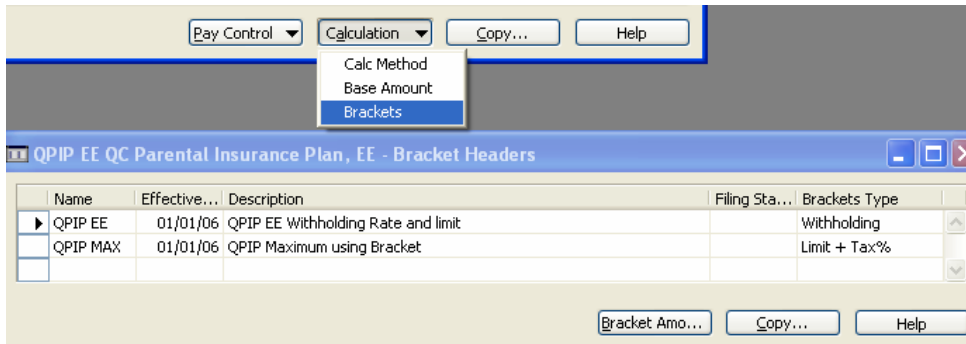 Pay Control Calculation Copy... Help
Calc Method
Base Amount
Brackets
QPIP EE QC Parental Insurance Plan, EE - Bracket Headers
Name Effective... Description Filing Sta... Brackets Type
QPIP EE 01/01/06 QPIP EE Withholding Rate and limit Withholding
QPIP MAX 01/01/06 QPIP Maximum using Bracket Limit + Tax%
Bracket Amo... Copy... Help